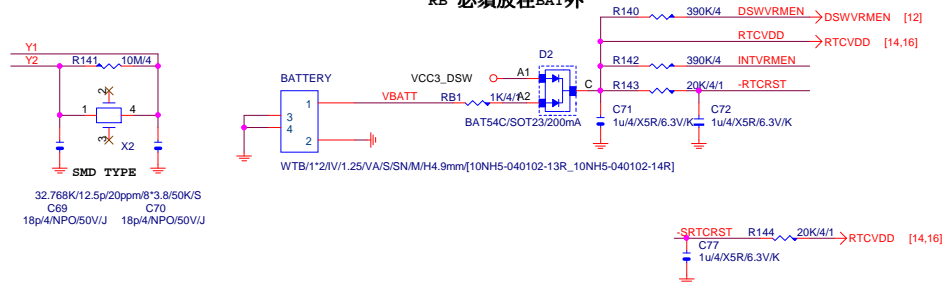 RB 必須放在BAT外
R140 390K/4 DSWVRMEN DSWVRMEN [12]
RTCVDD RTCVDD [14,16]
Y1
Y2
R141 10M/4
D2
BATTERY
VCC3_DSW A1
R142 390K/4 INTVRMEN
2
1 4
3
X2
1
3
4
2
VBATT
RB1 1K/4/1 A2
C
R143 20K/4/1 -RTCRST
BAT54C/SOT23/200mA
C71
1u/4/X5R/6.3V/K
C72
1u/4/X5R/6.3V/K
SMD TYPE
WTB/1*2/IV/1.25/VA/S/SN/M/H4.9mm/[10NH5-040102-13R_10NH5-040102-14R]
32.768K/12.5p/20ppm/8*3.8/50K/S
C69
18p/4/NPO/50V/J
C70
18p/4/NPO/50V/J
-SRTCRST R144 20K/4/1 RTCVDD [14,16]
C77
1u/4/X5R/6.3V/K